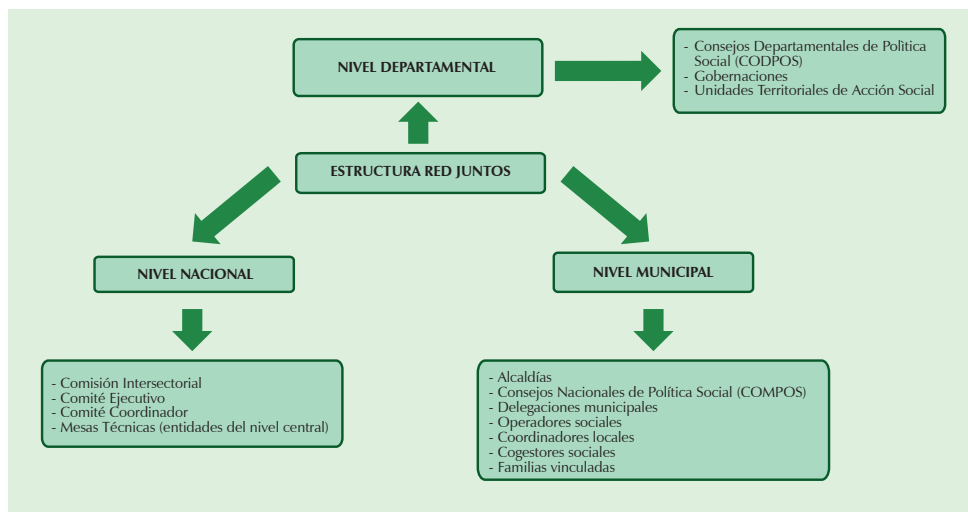 NIVEL DEPARTAMENTAL
- Consejos Departamentales de Polìtica
Social (CODPOS)
- Gobernaciones
- Unidades Territoriales de Acción Social
ESTRUCTURA RED JUNTOS
NIVEL NACIONAL
NIVEL MUNICIPAL
- Comisión Intersectorial
- Comité Ejecutivo
- Comité Coordinador
- Mesas Técnicas (entidades del nivel central)
- Alcaldías
- Consejos Nacionales de Política Social (COMPOS)
- Delegaciones municipales
- Operadores sociales
- Coordinadores locales
- Cogestores sociales
- Familias vinculadas